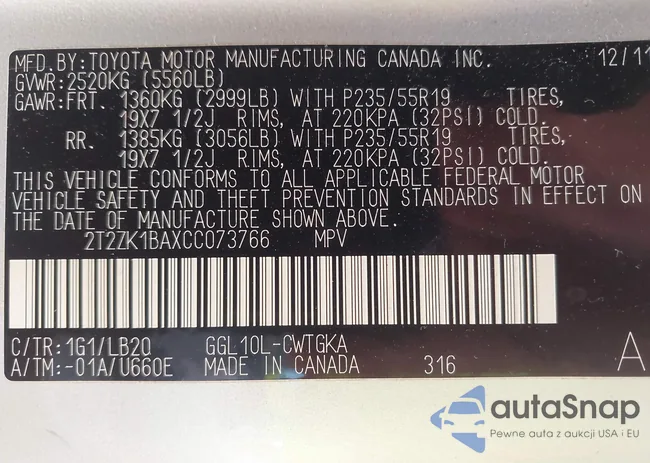 MFD.BY:TOYOTA MOTOR MANUFACTURING CANADA INC. 12/11
GVWR:2520KG (5560LB)
GAWR:FRT. 1360KG (2999LB) WITH P235/55R19 TIRES,
19X7 1/2J RIMS, AT 220KPA (32PSI) COLD.
RR. 1385KG (3056LB) WITH P235/55R19 TIRES,
19X7 1/2J RIMS, AT 220KPA (32PSI) COLD.
THIS VEHICLE CONFORMS TO ALL APPLICABLE FEDERAL MOTOR
VEHICLE SAFETY AND THEFT PREVENTION STANDARDS IN EFFECT ON
THE DATE OF MANUFACTURE SHOWN ABOVE.
2T2ZK1BAXCC073766 MPV
C/TR:1G1/LB20 GGL10L-CWTGKA
A/TM:-01A/U660E MADE IN CANADA 316 A
autaSnap
Pewne auta z aukcji USA i EU